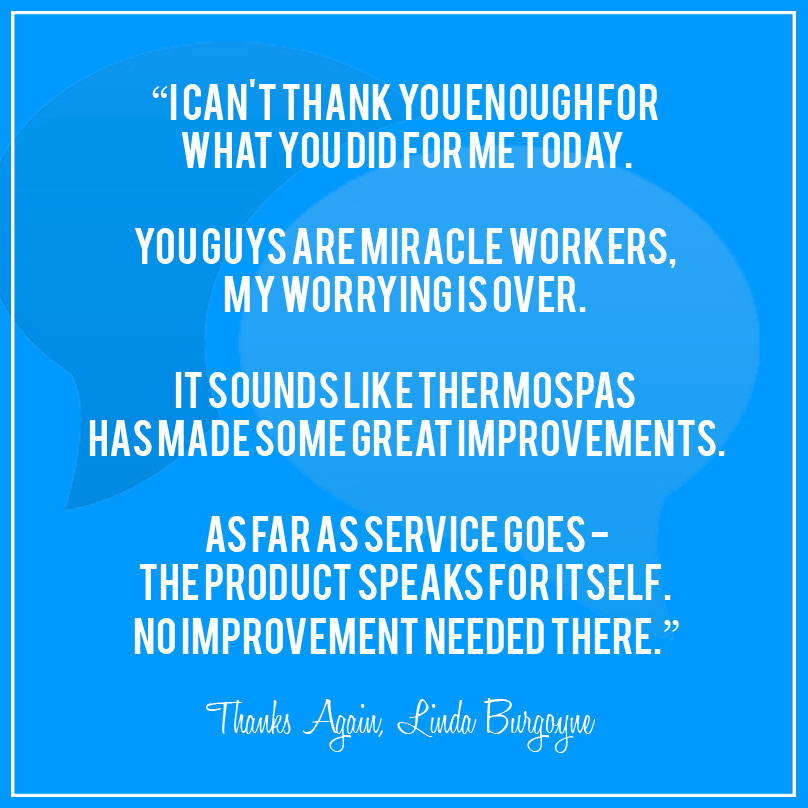 “I CAN'T THANK YOU ENOUGH FOR
WHAT YOU DID FOR ME TODAY.
YOU GUYS ARE MIRACLE WORKERS,
MY WORRYING IS OVER.
IT SOUNDS LIKE THERMOSPAS
HAS MADE SOME GREAT IMPROVEMENTS.
AS FAR AS SERVICE GOES –
THE PRODUCT SPEAKS FOR ITSELF.
NO IMPROVEMENT NEEDED THERE.”
Thanks Again, Linda Burgoyne